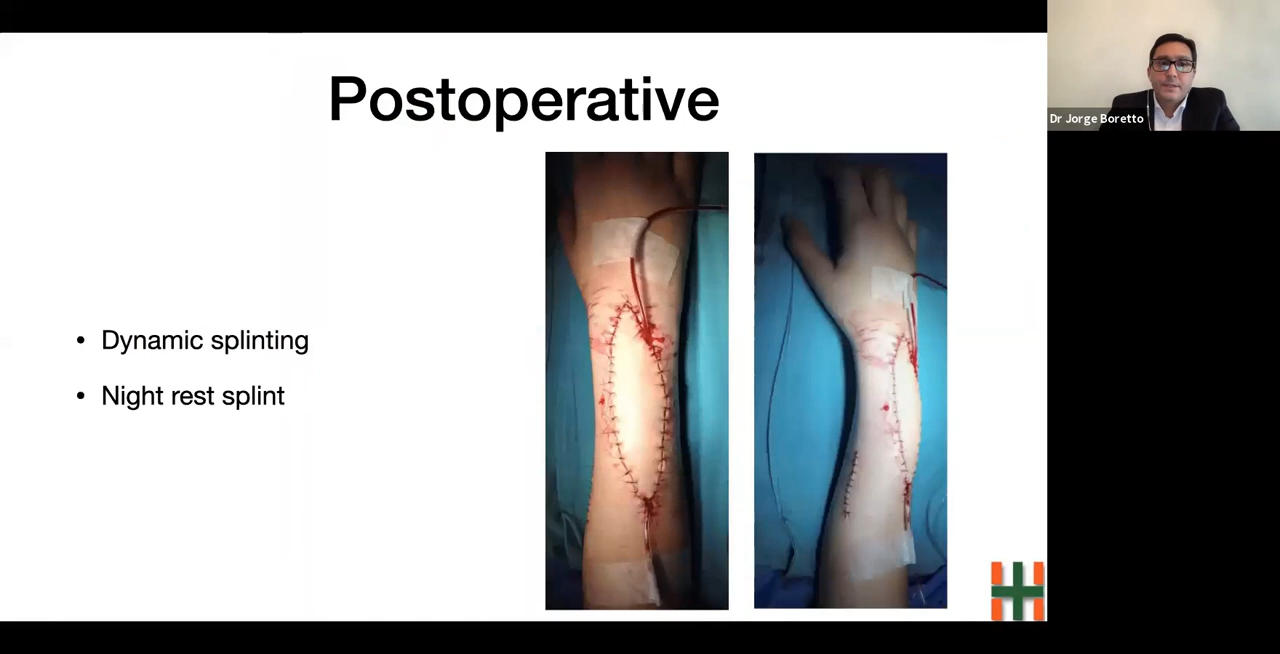 Postoperative
Dr Jorge Boretto
Dynamic splinting
Night rest splint